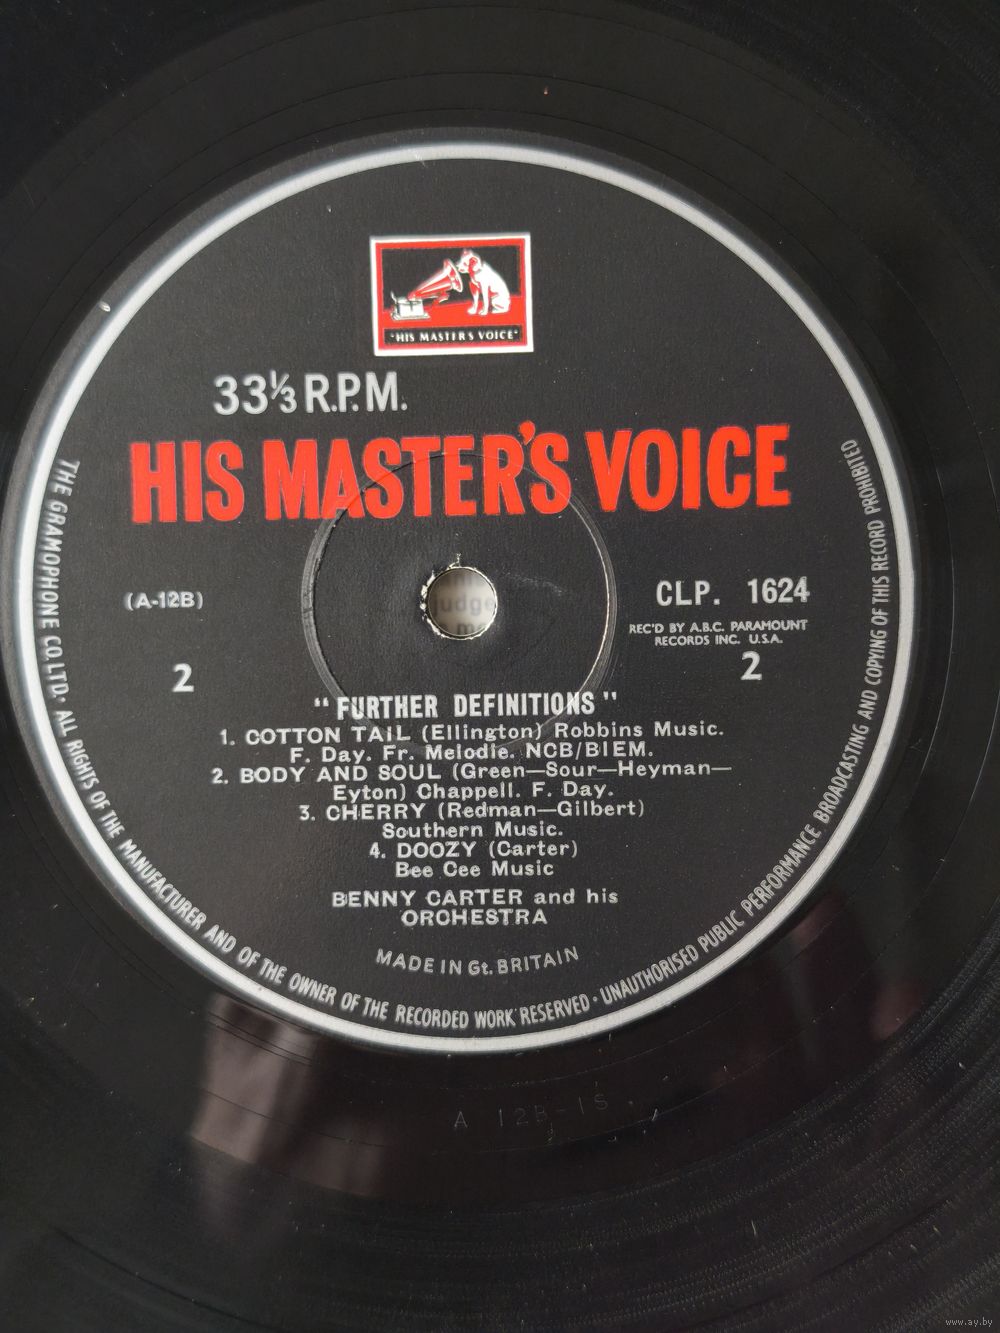 "HIS MASTER'S VOICE"
33⅓ R.P.M.
HIS MASTER'S VOICE
(A-12B)
CLP. 1624
REC'D BY A.B.C. PARAMOUNT
RECORDS INC. U.S.A.
2
2
judge
"FURTHER DEFINITIONS"
1. COTTON TAIL (Ellington) Robbins Music.
F. Day. Fr. Melodie. NCB/BIEM.
2. BODY AND SOUL (Green—Sour—Heyman—
Eyton) Chappell. F. Day.
3. CHERRY (Redman—Gilbert)
Southern Music.
4. DOOZY (Carter)
Bee Cee Music
BENNY CARTER and his
ORCHESTRA
MADE IN Gt. BRITAIN
THE GRAMOPHONE CO. LTD. · ALL RIGHTS OF THE MANUFACTURER AND OF THE OWNER OF THE RECORDED WORK RESERVED · UNAUTHORISED PUBLIC PERFORMANCE BROADCASTING AND COPYING OF THIS RECORD PROHIBITED
A 12B-1S
www.ay.by